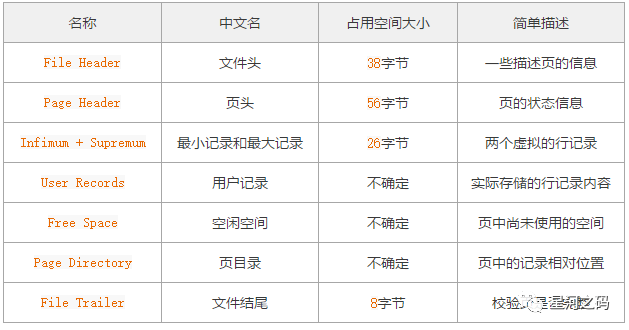 名称 中文名 占用空间大小 简单描述
File Header 文件头 38字节 一些描述页的信息
Page Header 页头 56字节 页的状态信息
Infimum + Supremum 最小记录和最大记录 26字节 两个虚拟的行记录
User Records 用户记录 不确定 实际存储的行记录内容
Free Space 空闲空间 不确定 页中尚未使用的空间
Page Directory 页目录 不确定 页中的记录相对位置
File Trailer 文件结尾 8字节 校验
星河之码